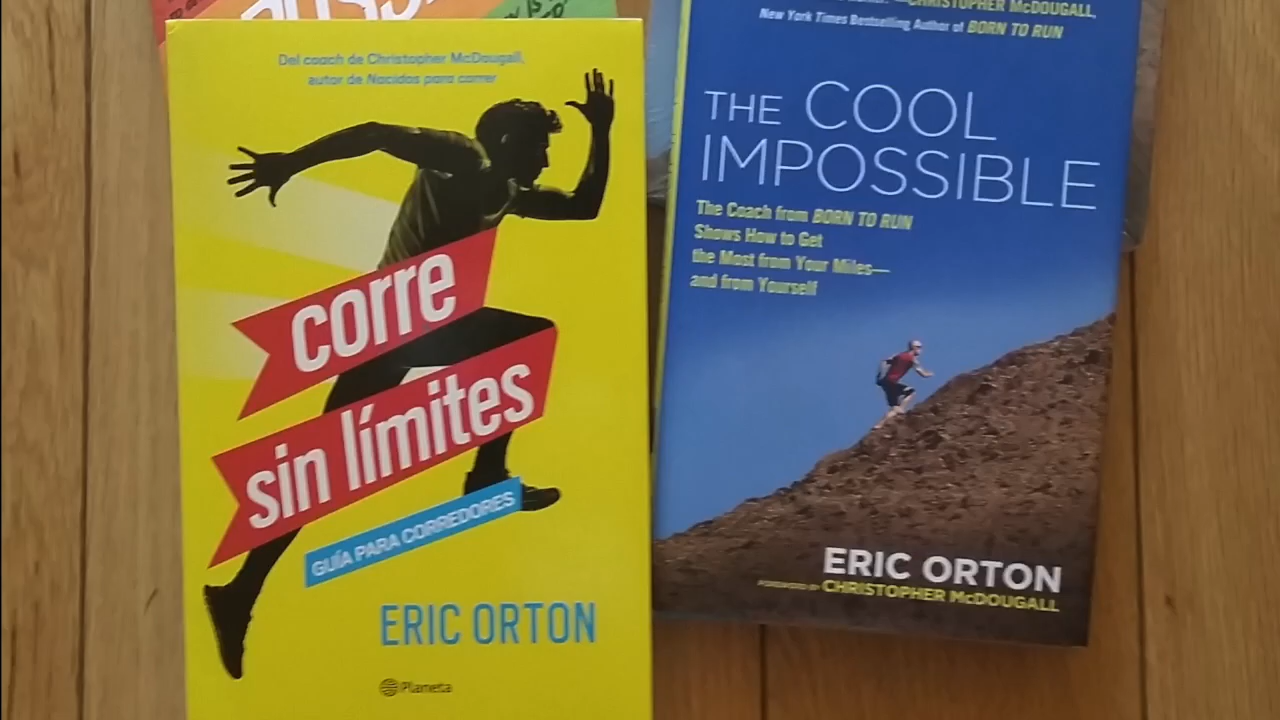 Del coach de Christopher McDougall,
autor de Nacidos para correr
corre
sin límites
GUÍA PARA CORREDORES
ERIC ORTON
Planeta
—CHRISTOPHER McDOUGALL,
New York Times Bestselling Author of BORN TO RUN
THE COOL
IMPOSSIBLE
The Coach from BORN TO RUN
Shows How to Get
the Most from Your Miles—
and from Yourself
ERIC ORTON
FOREWORD BY CHRISTOPHER McDOUGALL